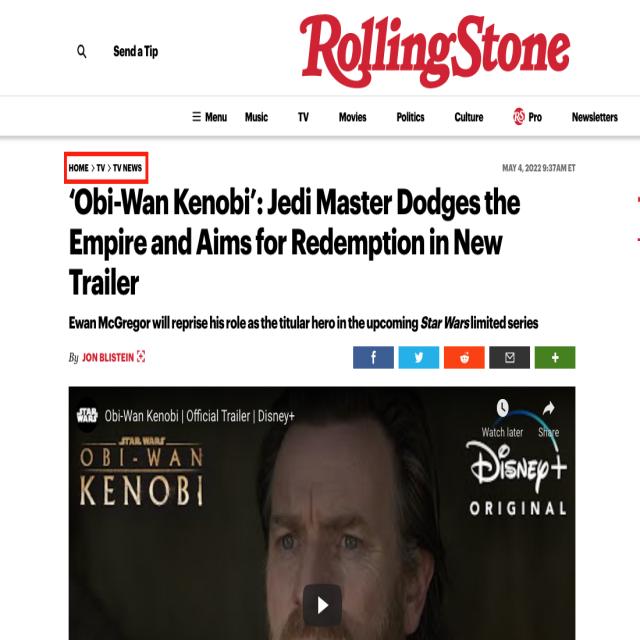 Send a Tip
RollingStone
Menu Music TV Movies Politics Culture RS Pro Newsletters
HOME > TV > TV NEWS
MAY 4, 2022 9:37AM ET
‘Obi-Wan Kenobi’: Jedi Master Dodges the
Empire and Aims for Redemption in New
Trailer
Ewan McGregor will reprise his role as the titular hero in the upcoming Star Wars limited series
By JON BLISTEIN
STAR WARS Obi-Wan Kenobi | Official Trailer | Disney+
Watch later Share
STAR WARS
OBI-WAN
KENOBI
Disney+
ORIGINAL